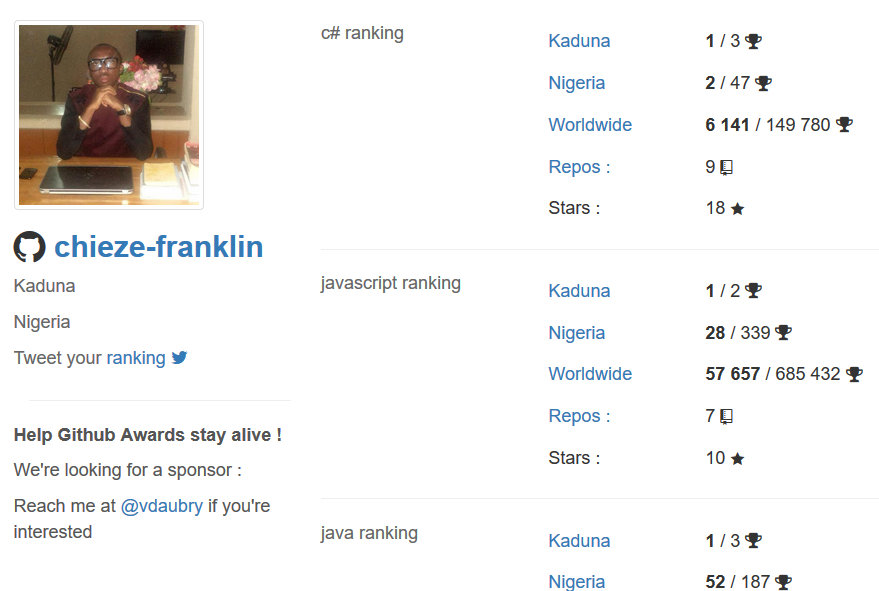 chieze-franklin
Kaduna
Nigeria
Tweet your ranking
Help Github Awards stay alive !
We're looking for a sponsor :
Reach me at @vdaubry if you're
interested
c# ranking
Kaduna 1 / 3
Nigeria 2 / 47
Worldwide 6 141 / 149 780
Repos : 9
Stars : 18
javascript ranking
Kaduna 1 / 2
Nigeria 28 / 339
Worldwide 57 657 / 685 432
Repos : 7
Stars : 10
java ranking
Kaduna 1 / 3
Nigeria 52 / 187